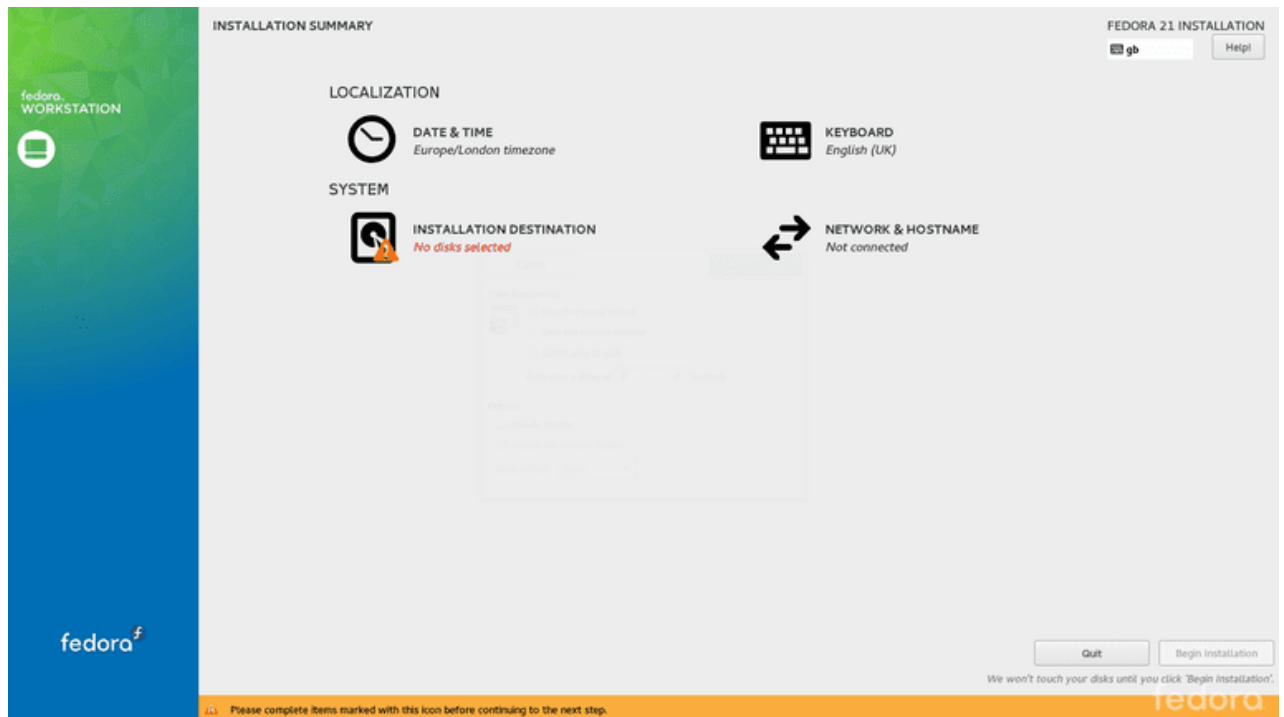 INSTALLATION SUMMARY
FEDORA 21 INSTALLATION
gb
Help!
fedora
WORKSTATION
LOCALIZATION
DATE & TIME
Europe/London timezone
KEYBOARD
English (UK)
SYSTEM
INSTALLATION DESTINATION
No disks selected
NETWORK & HOSTNAME
Not connected
fedora
Quit
Begin Installation
We won't touch your disks until you click 'Begin Installation'.
fedora
Please complete items marked with this icon before continuing to the next step.